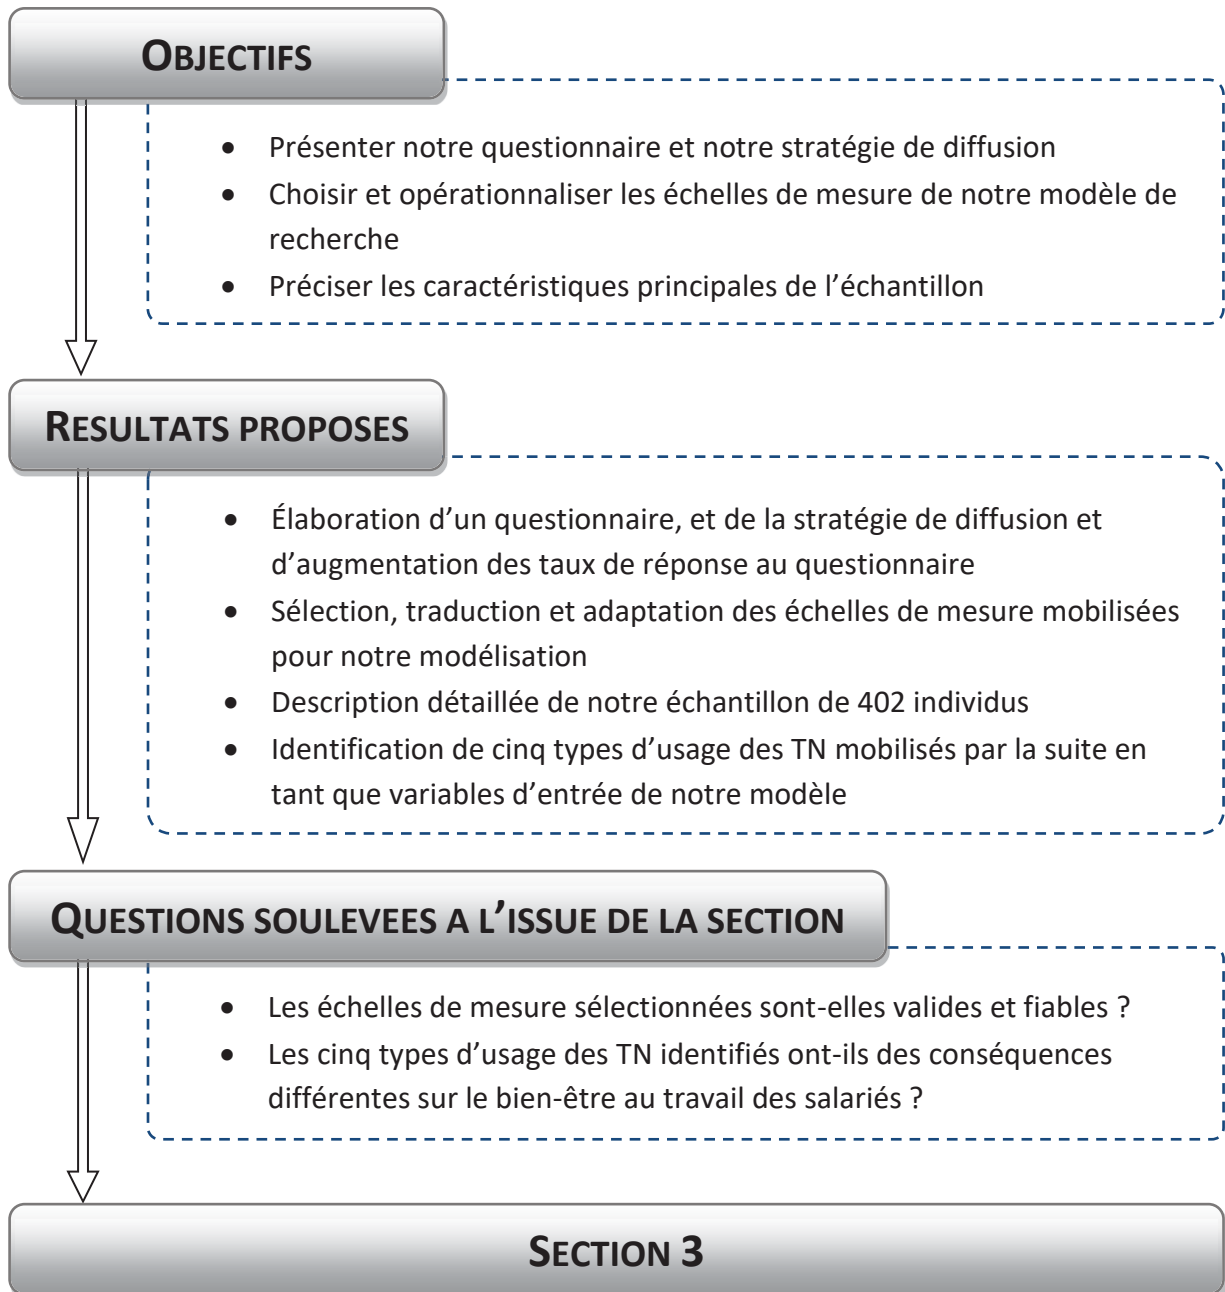 OBJECTIFS
• Présenter notre questionnaire et notre stratégie de diffusion
• Choisir et opérationnaliser les échelles de mesure de notre modèle de
recherche
• Préciser les caractéristiques principales de l’échantillon
RESULTATS PROPOSES
• Élaboration d’un questionnaire, et de la stratégie de diffusion et
d’augmentation des taux de réponse au questionnaire
• Sélection, traduction et adaptation des échelles de mesure mobilisées
pour notre modélisation
• Description détaillée de notre échantillon de 402 individus
• Identification de cinq types d’usage des TN mobilisés par la suite en
tant que variables d’entrée de notre modèle
QUESTIONS SOULEVEES A L’ISSUE DE LA SECTION
• Les échelles de mesure sélectionnées sont-elles valides et fiables ?
• Les cinq types d’usage des TN identifiés ont-ils des conséquences
différentes sur le bien-être au travail des salariés ?
SECTION 3